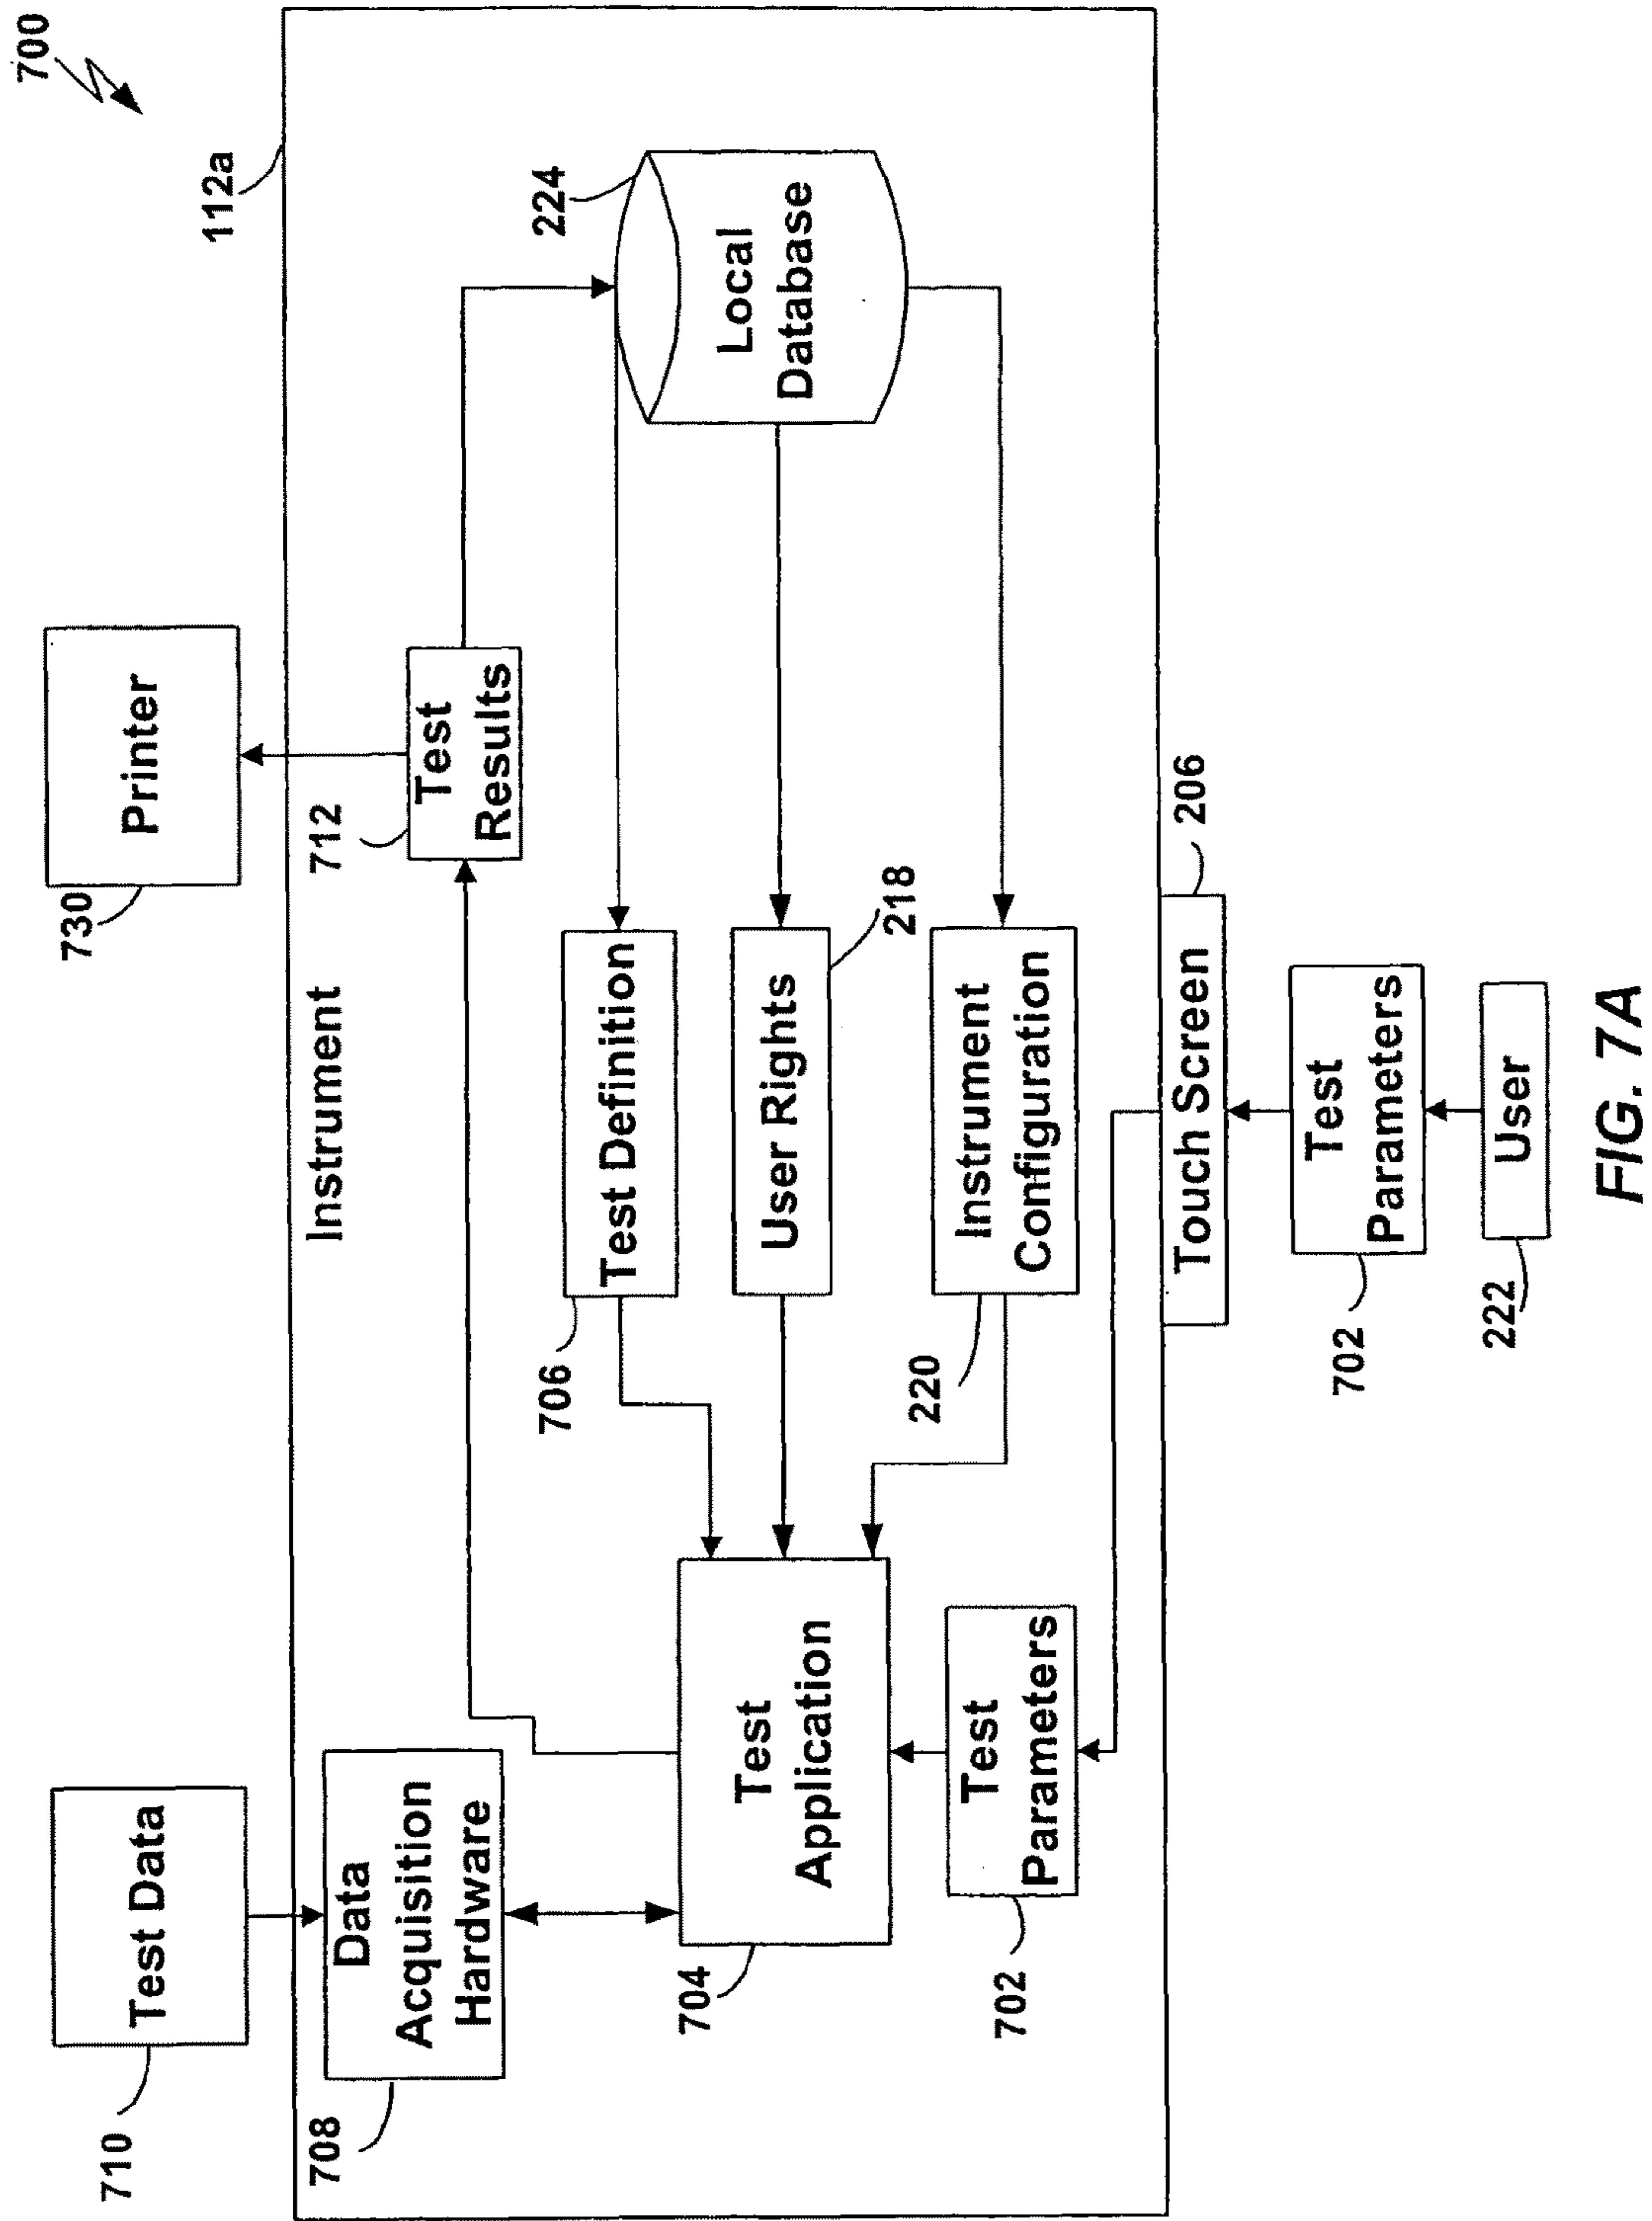 700
112a
710
Test Data
730
Printer
Instrument
708
Data
Acquisition
Hardware
712
Test
Results
224
Local
Database
706
Test Definition
704
Test
Application
User Rights
218
220
Instrument
Configuration
702
Test
Parameters
Touch Screen
206
702
Test
Parameters
222
User
FIG. 7A